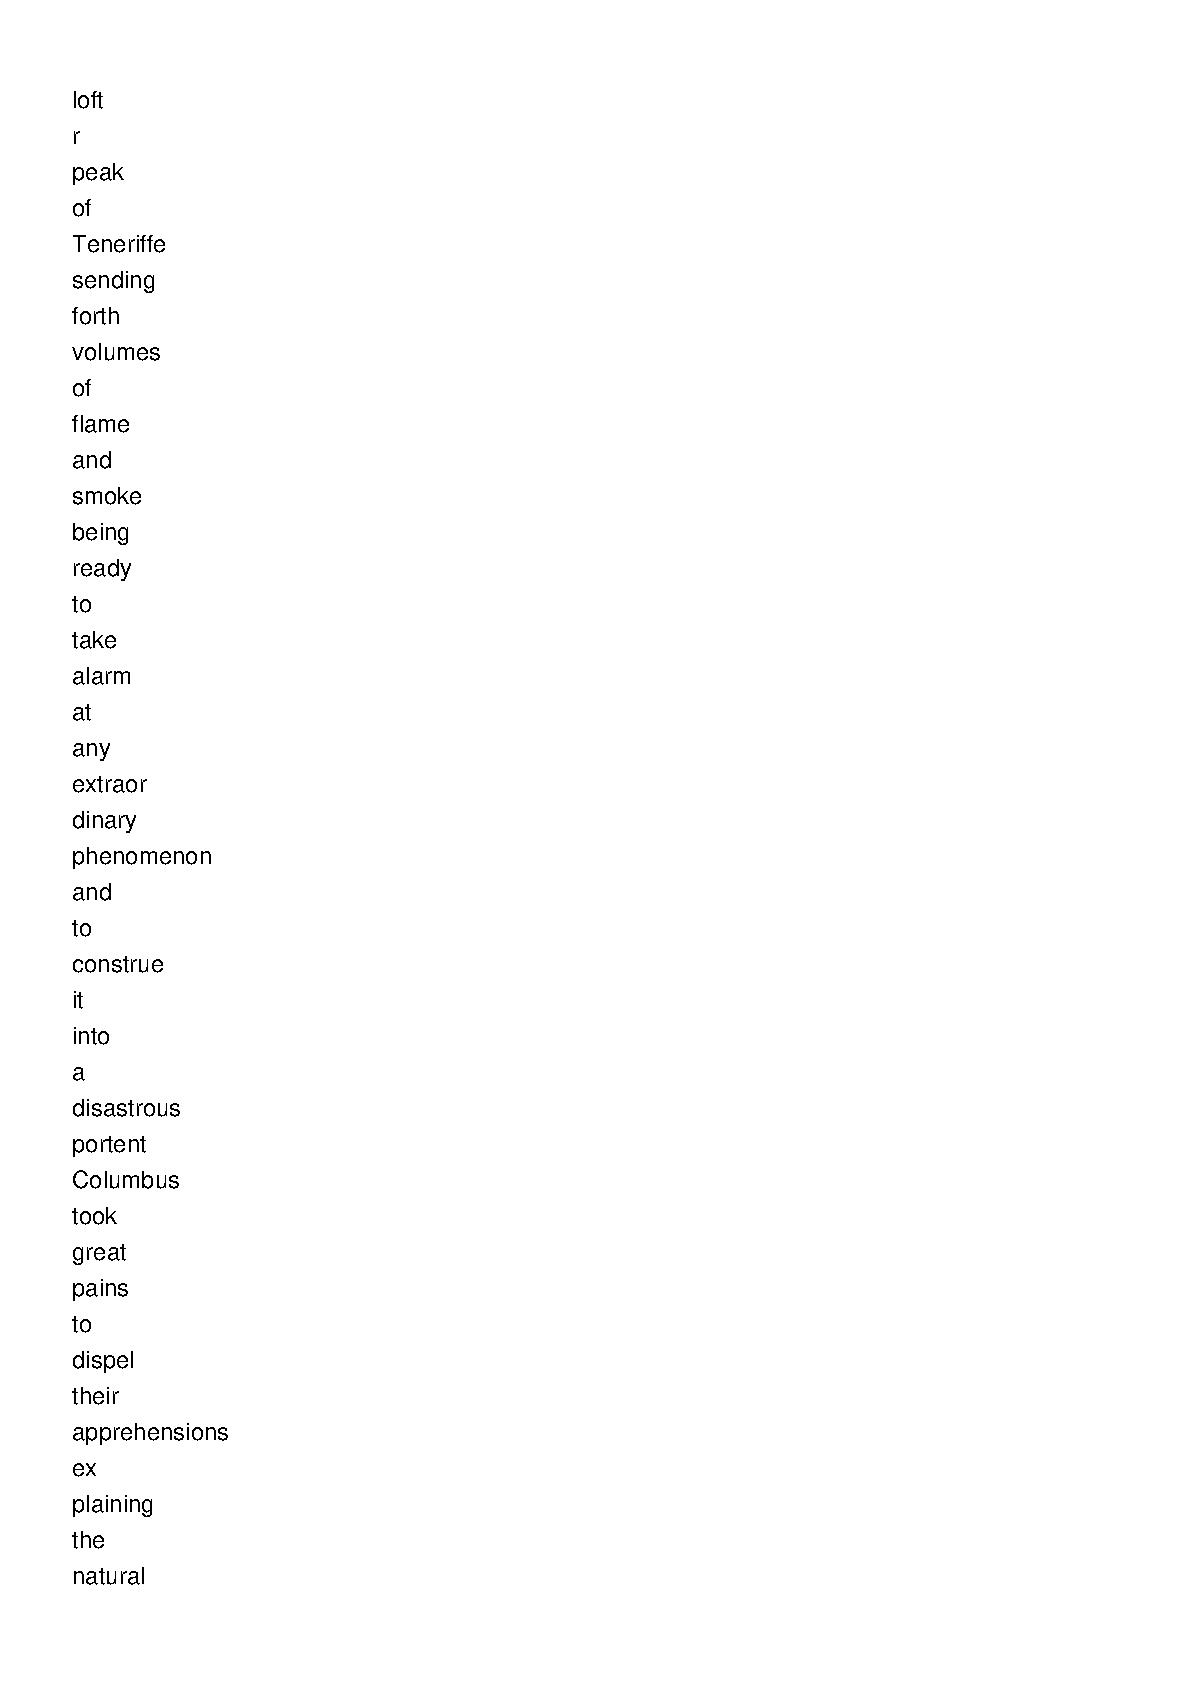 loft
r
peak
of
Teneriffe
sending
forth
volumes
of
flame
and
smoke
being
ready
to
take
alarm
at
any
extraor
dinary
phenomenon
and
to
construe
it
into
a
disastrous
portent
Columbus
took
great
pains
to
dispel
their
apprehensions
ex
plaining
the
natural